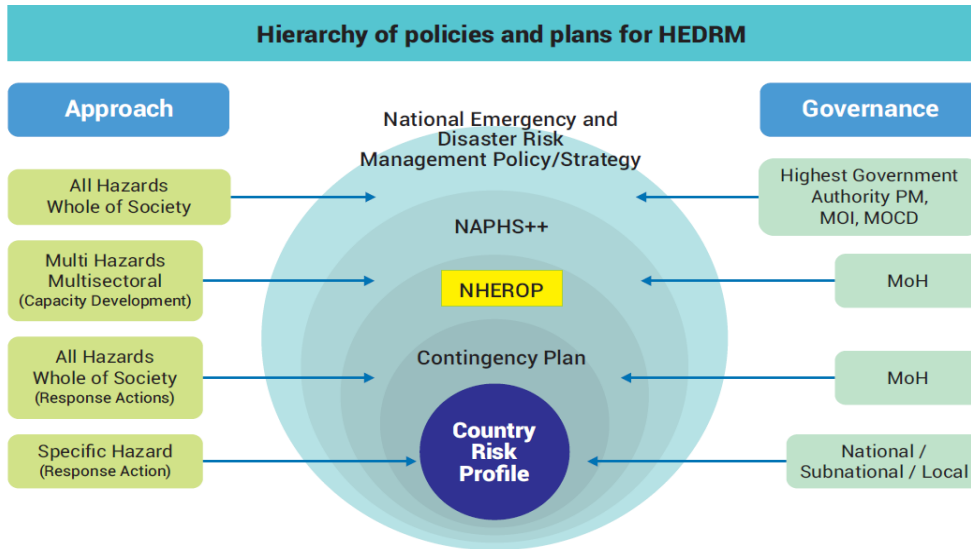 Hierarchy of policies and plans for HEDRM
Approach
Governance
National Emergency and
Disaster Risk
Management Policy/Strategy
All Hazards
Whole of Society
Highest Government
Authority PM,
MOI, MOCD
NAPHS++
Multi Hazards
Multisectoral
(Capacity Development)
NHEROP
MoH
All Hazards
Whole of Society
(Response Actions)
Contingency Plan
MoH
Specific Hazard
(Response Action)
Country
Risk
Profile
National /
Subnational / Local